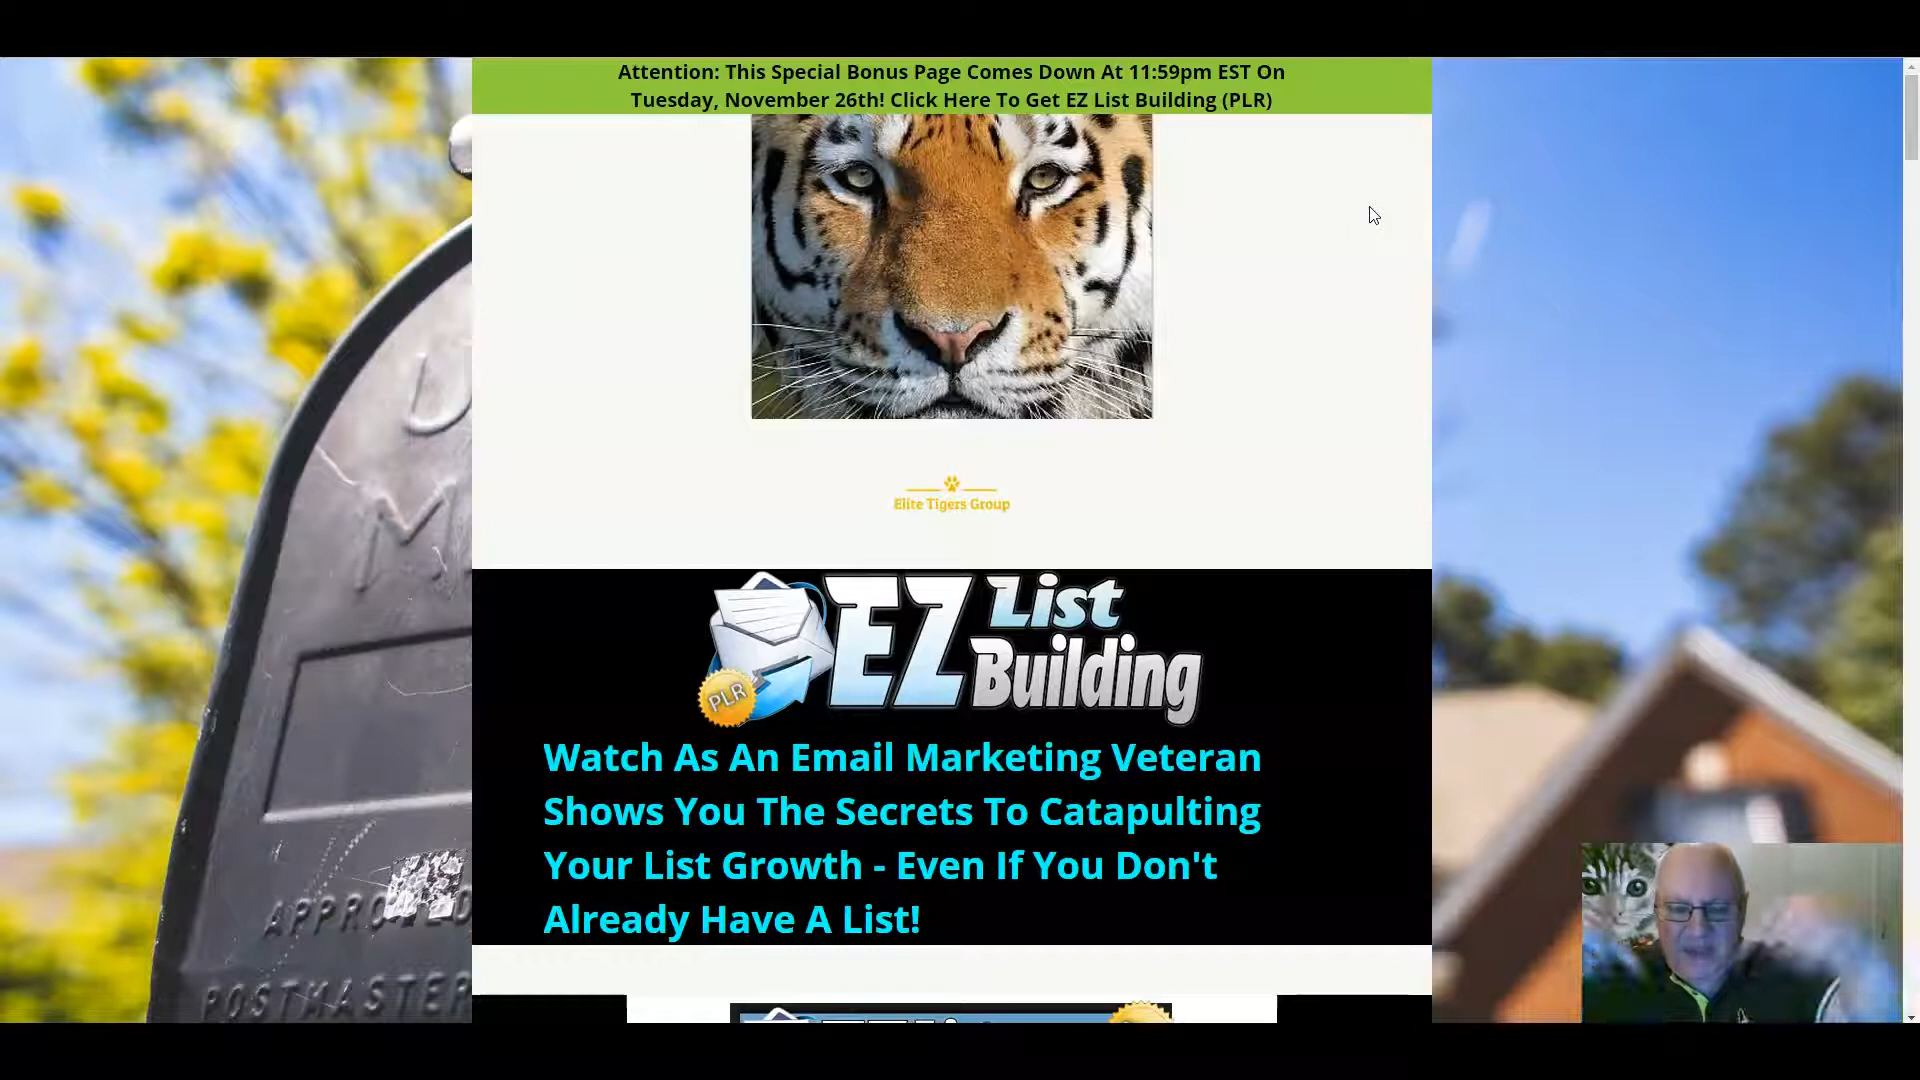 Attention: This Special Bonus Page Comes Down At 11:59pm EST On
Tuesday, November 26th! Click Here To Get EZ List Building (PLR)
Elite Tigers Group
EZ List
Building
PLR
Watch As An Email Marketing Veteran
Shows You The Secrets To Catapulting
Your List Growth - Even If You Don't
Already Have A List!
POSTMASTER